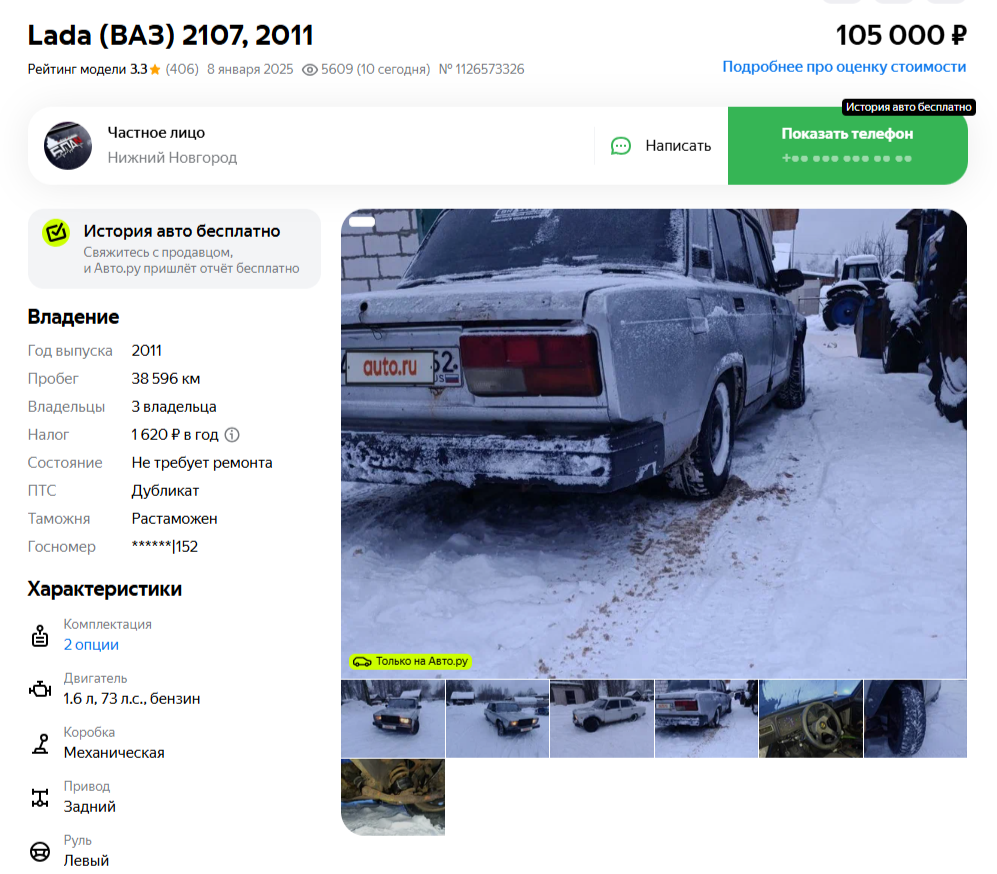 Lada (ВАЗ) 2107, 2011
105 000 ₽
Рейтинг модели 3.3 (406) 8 января 2025 5609 (10 сегодня) № 1126573326
Подробнее про оценку стоимости
История авто бесплатно
Частное лицо
Нижний Новгород
Написать
Показать телефон
История авто бесплатно
Свяжитесь с продавцом,
и Авто.ру пришлёт отчёт бесплатно
Владение
Год выпуска 2011
Пробег 38 596 км
Владельцы 3 владельца
Налог 1 620 ₽ в год
Состояние Не требует ремонта
ПТС Дубликат
Таможня Растаможен
Госномер ******|152
Характеристики
Комплектация
2 опции
Двигатель
1.6 л, 73 л.с., бензин
Коробка
Механическая
Привод
Задний
Руль
Левый
auto.ru
52
RUS
Только на Авто.ру